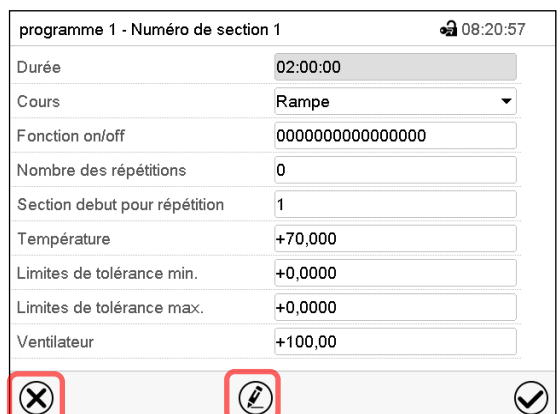 programme 1 - Numéro de section 1 08:20:57
Durée 02:00:00
Cours Rampe
Fonction on/off 0000000000000000
Nombre des répétitions 0
Section debut pour répétition 1
Température +70,000
Limites de tolérance min. +0,0000
Limites de tolérance max. +0,0000
Ventilateur +100,00